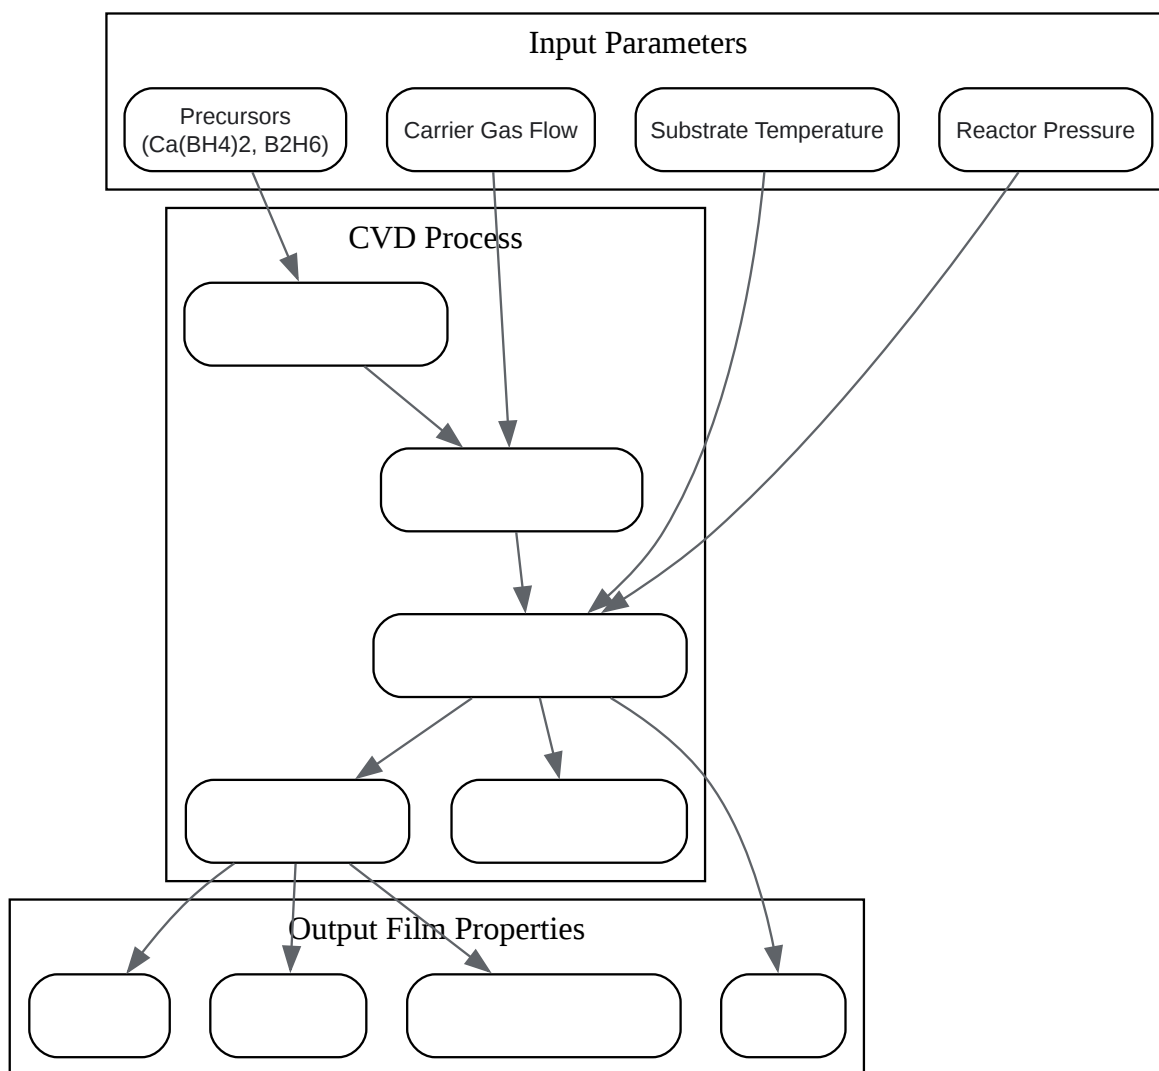 Input Parameters
Precursors
(Ca(BH4)2, B2H6)
Carrier Gas Flow
Substrate Temperature
Reactor Pressure
CVD Process
Output Film Properties